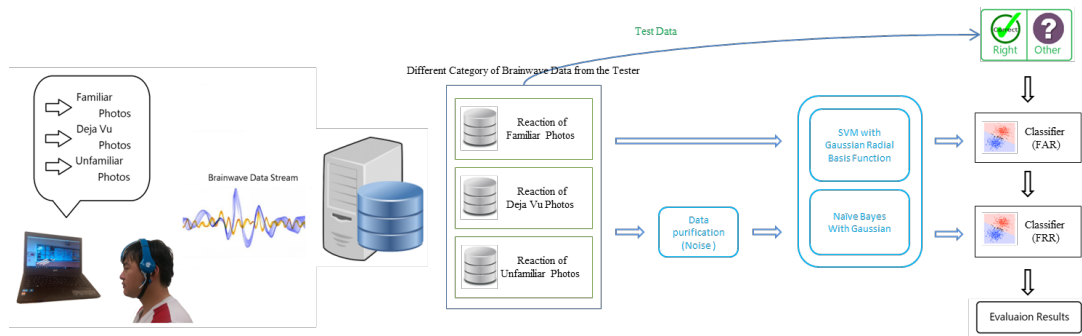 Familiar
Photos
Deja Vu
Photos
Unfamiliar
Photos
Brainwave Data Stream
Different Category of Brainwave Data from the Tester
Reaction of
Familiar Photos
Reaction of
Deja Vu Photos
Reaction of
Unfamiliar Photos
Test Data
Data
purification
(Noise )
SVM with
Gaussian Radial
Basis Function
Naïve Bayes
With Gaussian
Correct
Right
?
Other
Classifier
(FAR)
Classifier
(FRR)
Evaluaion Results